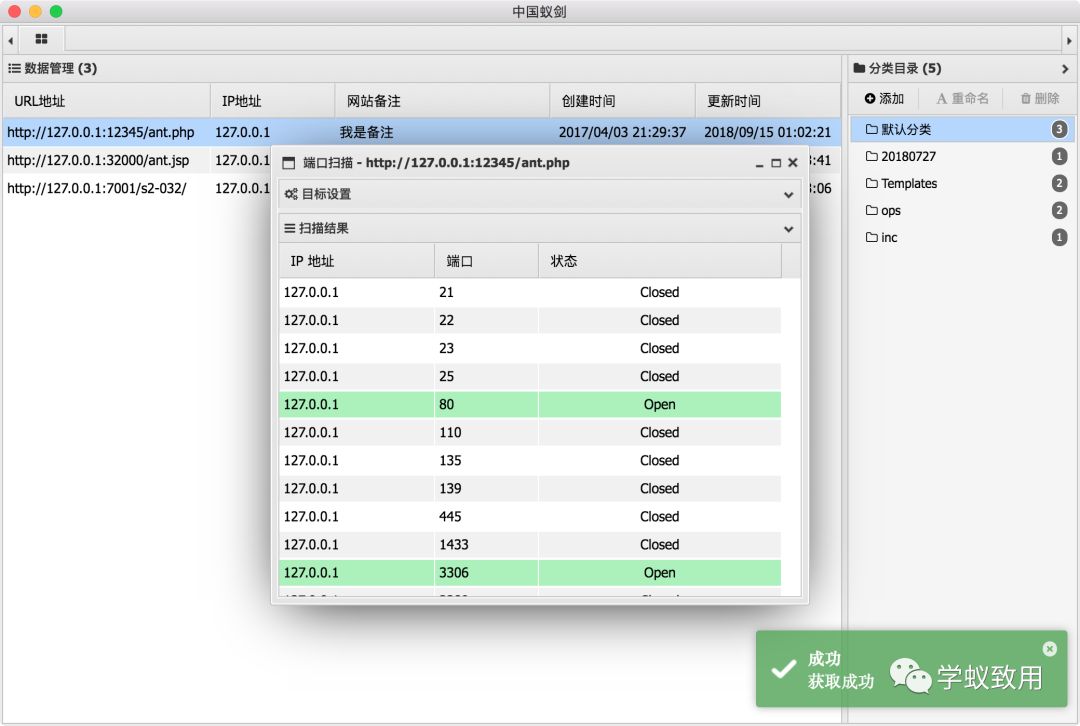 中国蚁剑
数据管理 (3)
URL地址 IP地址 网站备注 创建时间 更新时间
http://127.0.0.1:12345/ant.php 127.0.0.1 我是备注 2017/04/03 21:29:37 2018/09/15 01:02:21
http://127.0.0.1:32000/ant.jsp 127.0.0.1 3:41
http://127.0.0.1:7001/s2-032/ 127.0.0.1 3:06
端口扫描 - http://127.0.0.1:12345/ant.php
目标设置
扫描结果
IP 地址 端口 状态
127.0.0.1 21 Closed
127.0.0.1 22 Closed
127.0.0.1 23 Closed
127.0.0.1 25 Closed
127.0.0.1 80 Open
127.0.0.1 110 Closed
127.0.0.1 135 Closed
127.0.0.1 139 Closed
127.0.0.1 445 Closed
127.0.0.1 1433 Closed
127.0.0.1 3306 Open
分类目录 (5)
添加 A 重命名 删除
默认分类 3
20180727 1
Templates 2
ops 2
inc 1
成功
获取成功
学蚁致用